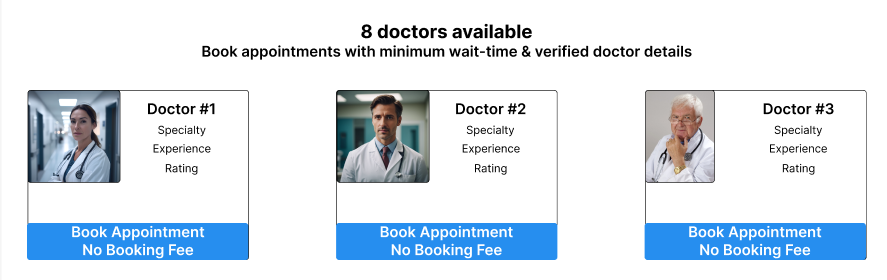 8 doctors available
Book appointments with minimum wait-time & verified doctor details
Doctor #1
Specialty
Experience
Rating
Book Appointment
No Booking Fee
Doctor #2
Specialty
Experience
Rating
Book Appointment
No Booking Fee
Doctor #3
Specialty
Experience
Rating
Book Appointment
No Booking Fee